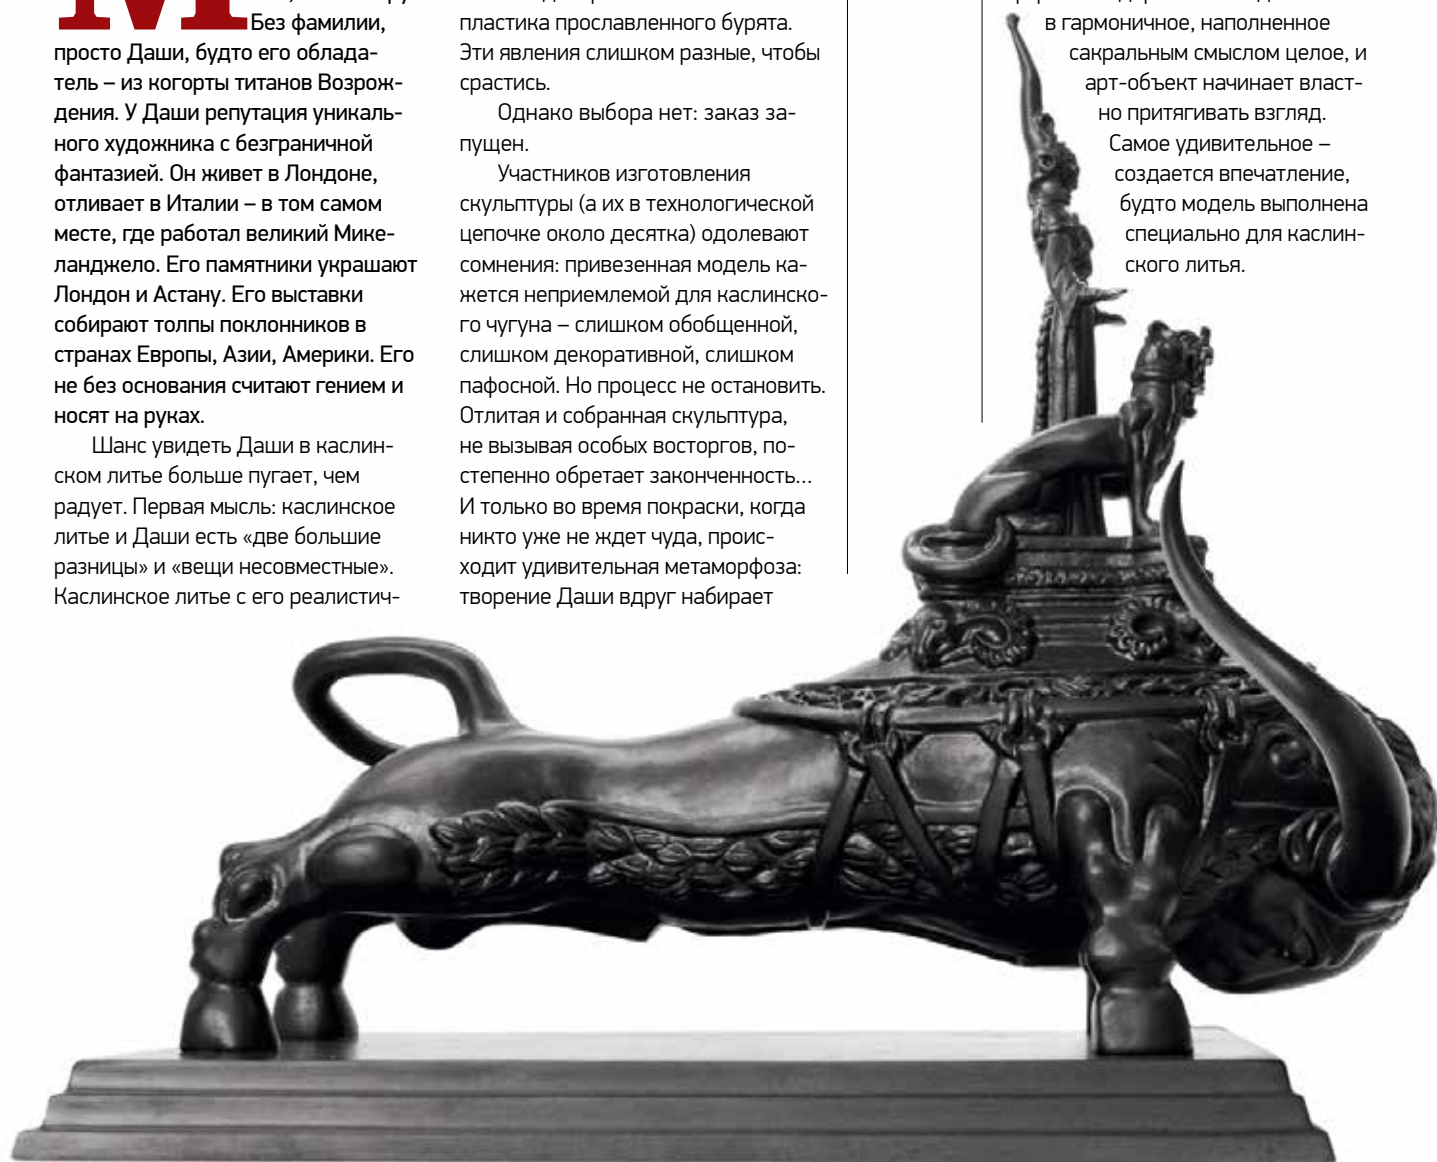 М
Без фамилии,
просто Даши, будто его облада-
тель – из когорты титанов Возрож-
дения. У Даши репутация уникаль-
ного художника с безграничной
фантазией. Он живет в Лондоне,
отливает в Италии – в том самом
месте, где работал великий Мике-
ланджело. Его памятники украшают
Лондон и Астану. Его выставки
собирают толпы поклонников в
странах Европы, Азии, Америки. Его
не без основания считают гением и
носят на руках.
Шанс увидеть Даши в каслин-
ском литье больше пугает, чем
радует. Первая мысль: каслинское
литье и Даши есть «две большие
разницы» и «вещи несовместные».
Каслинское литье с его реалистич-
пластика прославленного бурята.
Эти явления слишком разные, чтобы
срастись.
Однако выбора нет: заказ за-
пущен.
Участников изготовления
скульптуры (а их в технологической
цепочке около десятка) одолевают
сомнения: привезенная модель ка-
жется неприемлемой для каслинско-
го чугуна – слишком обобщенной,
слишком декоративной, слишком
пафосной. Но процесс не остановить.
Отлитая и собранная скульптура,
не вызывая особых восторгов, по-
степенно обретает законченность...
И только во время покраски, когда
никто уже не ждет чуда, проис-
ходит удивительная метаморфоза:
творение Даши вдруг набирает
в гармоничное, наполненное
сакральным смыслом целое, и
арт-объект начинает власт-
но притягивать взгляд.
Самое удивительное –
создается впечатление,
будто модель выполнена
специально для каслин-
ского литья.